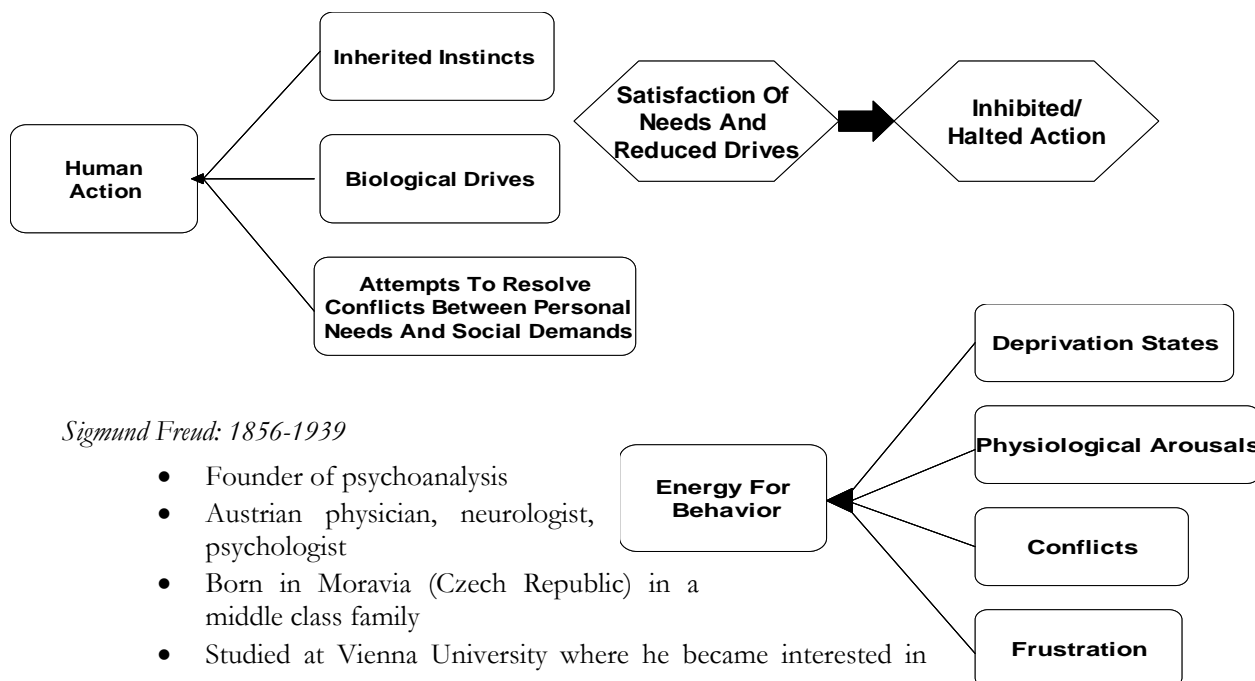 Inherited Instincts
Human
Action
Biological Drives
Attempts To Resolve
Conflicts Between Personal
Needs And Social Demands
Satisfaction Of
Needs And
Reduced Drives
Inhibited/
Halted Action
Sigmund Freud: 1856-1939
• Founder of psychoanalysis
• Austrian physician, neurologist,
psychologist
• Born in Moravia (Czech Republic) in a
middle class family
• Studied at Vienna University where he became interested in
Energy For
Behavior
Deprivation States
Physiological Arousals
Conflicts
Frustration